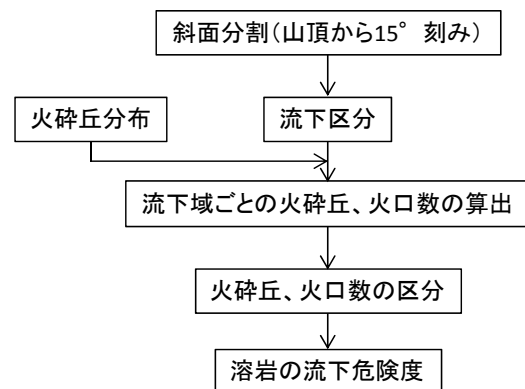 斜面分割(山頂から15°刻み)
火砕丘分布
流下区分
流下域ごとの火砕丘、火口数の算出
火砕丘、火口数の区分
溶岩の流下危険度